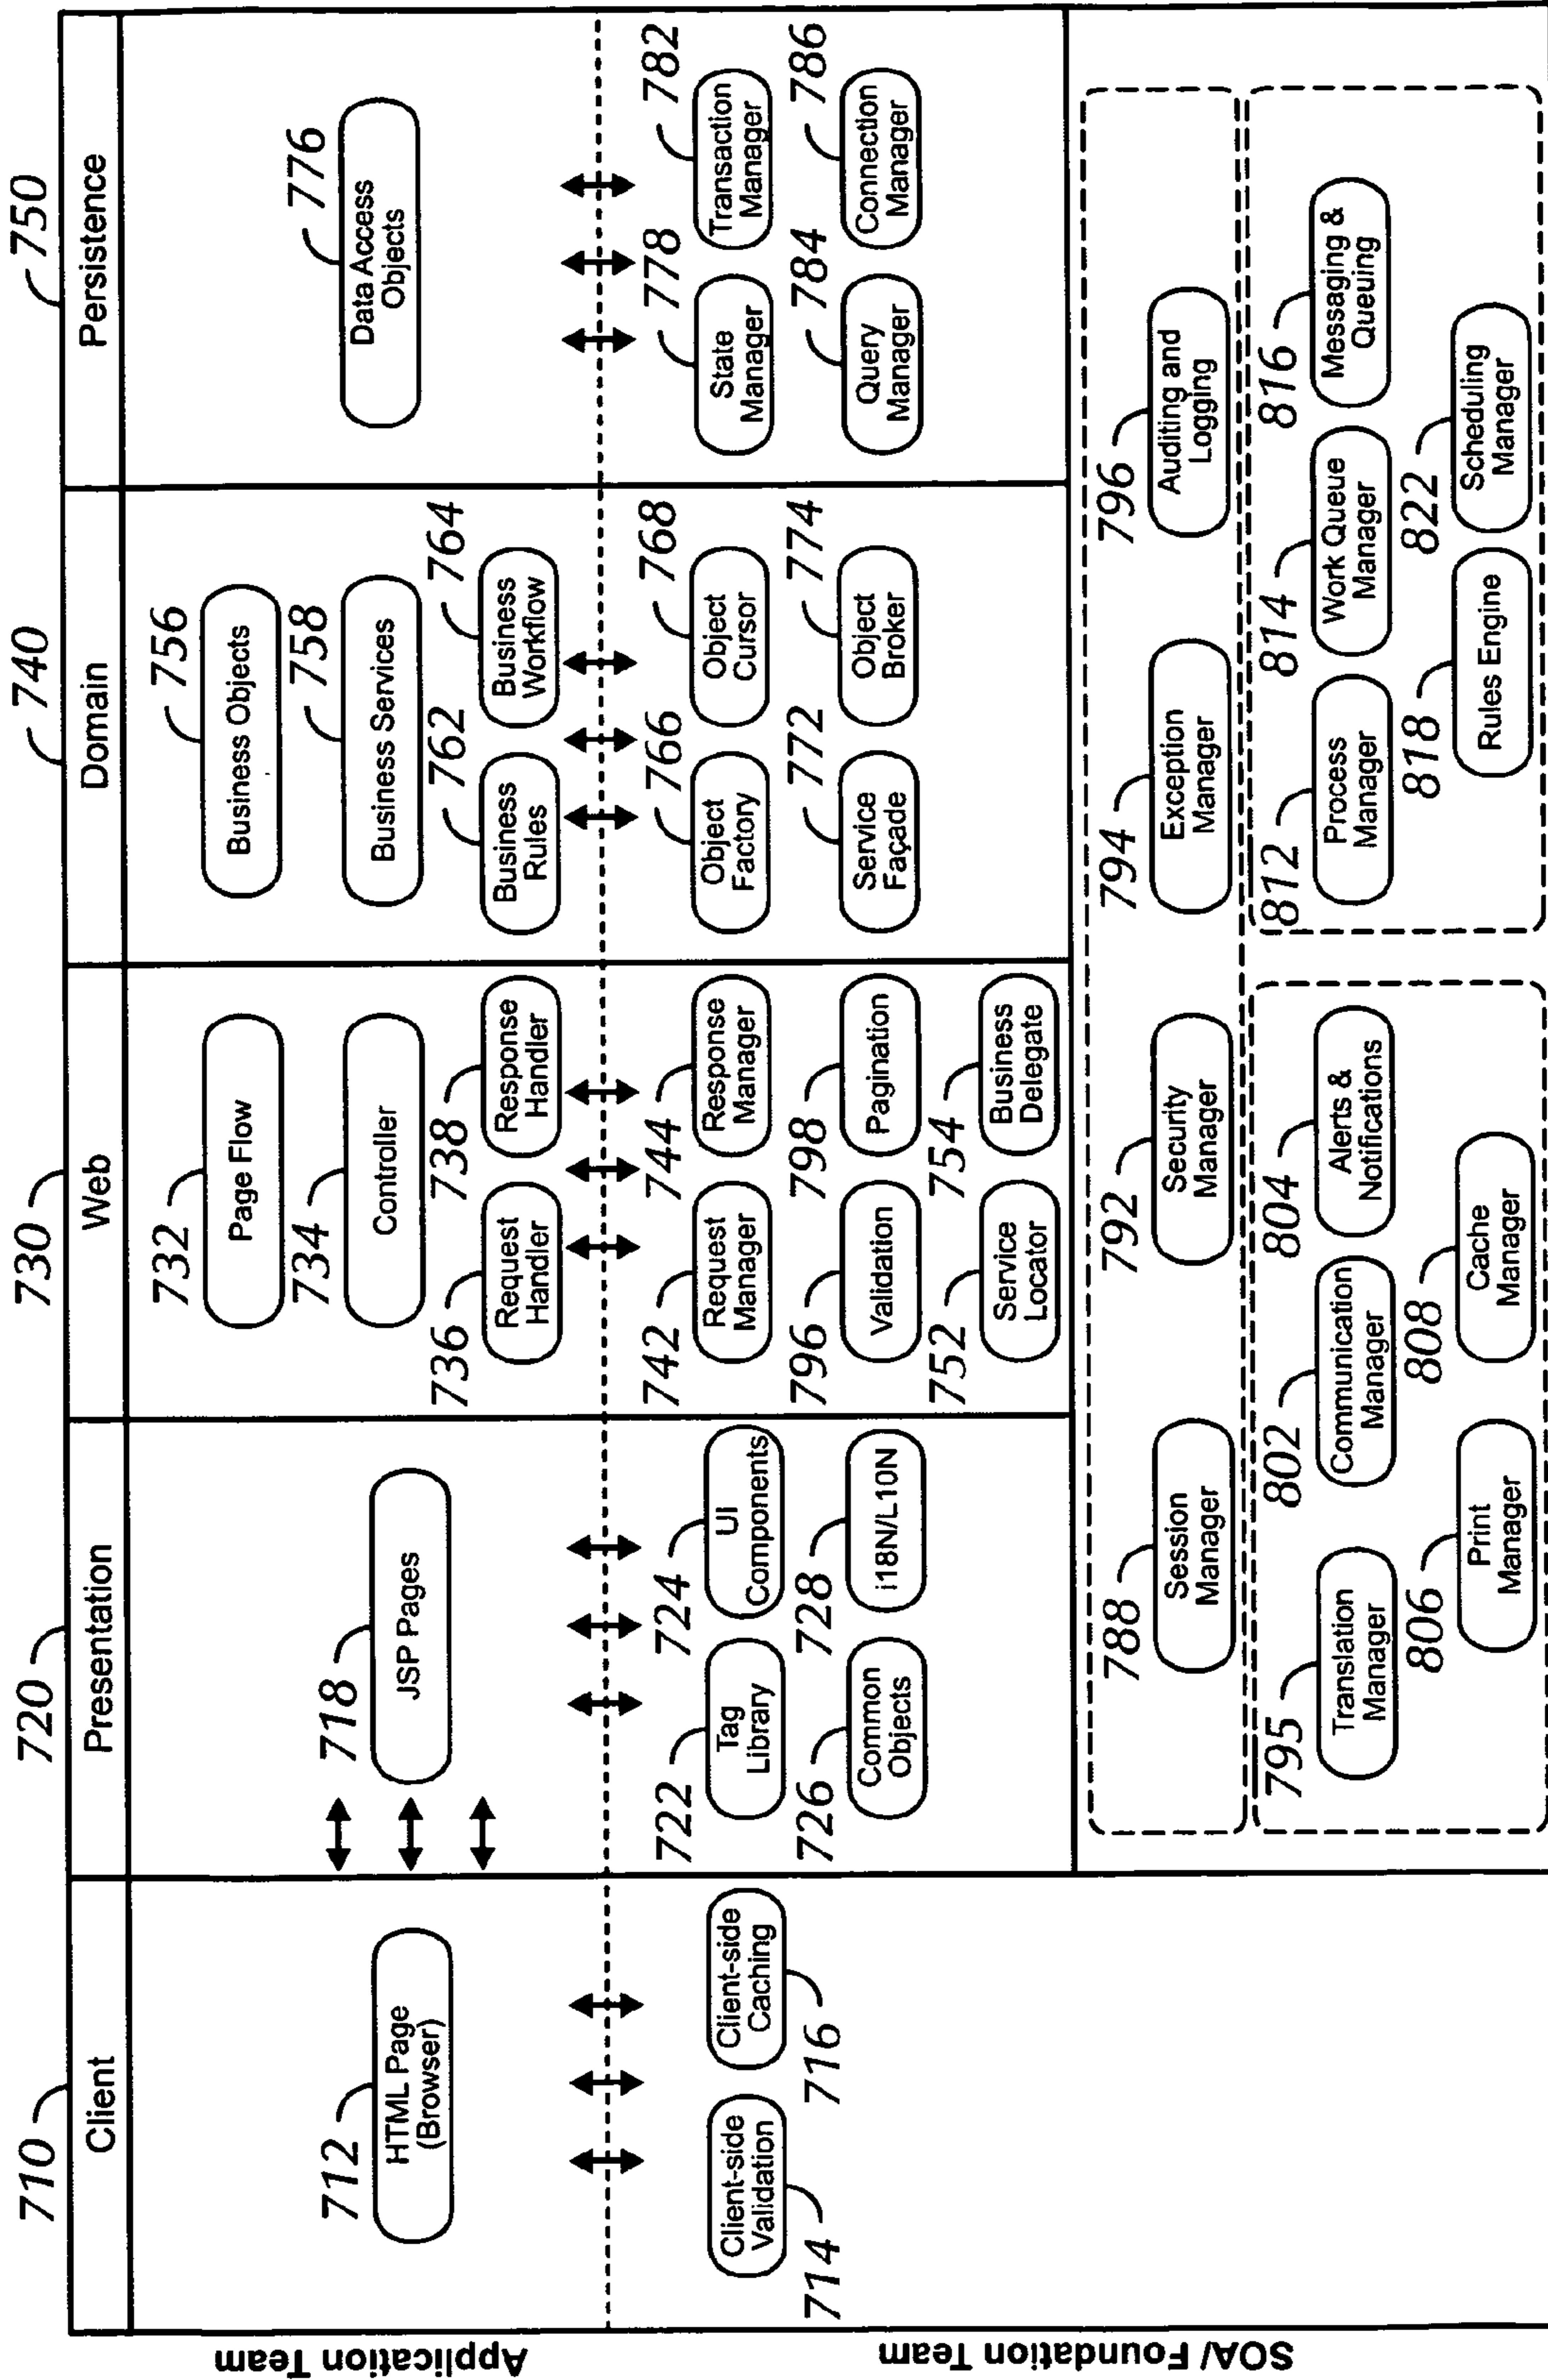 710
720
730
740
750
Client
Presentation
Web
Domain
Persistence
Application Team
712
HTML Page
(Browser)
718
JSP Pages
732
Page Flow
734
Controller
736
Request
Handler
738
Response
Handler
756
Business Objects
758
Business Services
762
Business
Rules
764
Business
Workflow
776
Data Access
Objects
SOA/ Foundation Team
Client-side
Validation
714
Client-side
Caching
716
722
Tag
Library
724
UI
Components
726
Common
Objects
728
i18N/L10N
742
Request
Manager
744
Response
Manager
796
Validation
798
Pagination
752
Service
Locator
754
Business
Delegate
766
Object
Factory
768
Object
Cursor
772
Service
Façade
774
Object
Broker
778
State
Manager
782
Transaction
Manager
784
Query
Manager
786
Connection
Manager
788
Session
Manager
792
Security
Manager
794
Exception
Manager
796
Auditing and
Logging
795
Translation
Manager
802
Communication
Manager
804
Alerts &
Notifications
806
Print
Manager
808
Cache
Manager
812
Process
Manager
814
Work Queue
Manager
816
Messaging &
Queuing
818
Rules Engine
822
Scheduling
Manager